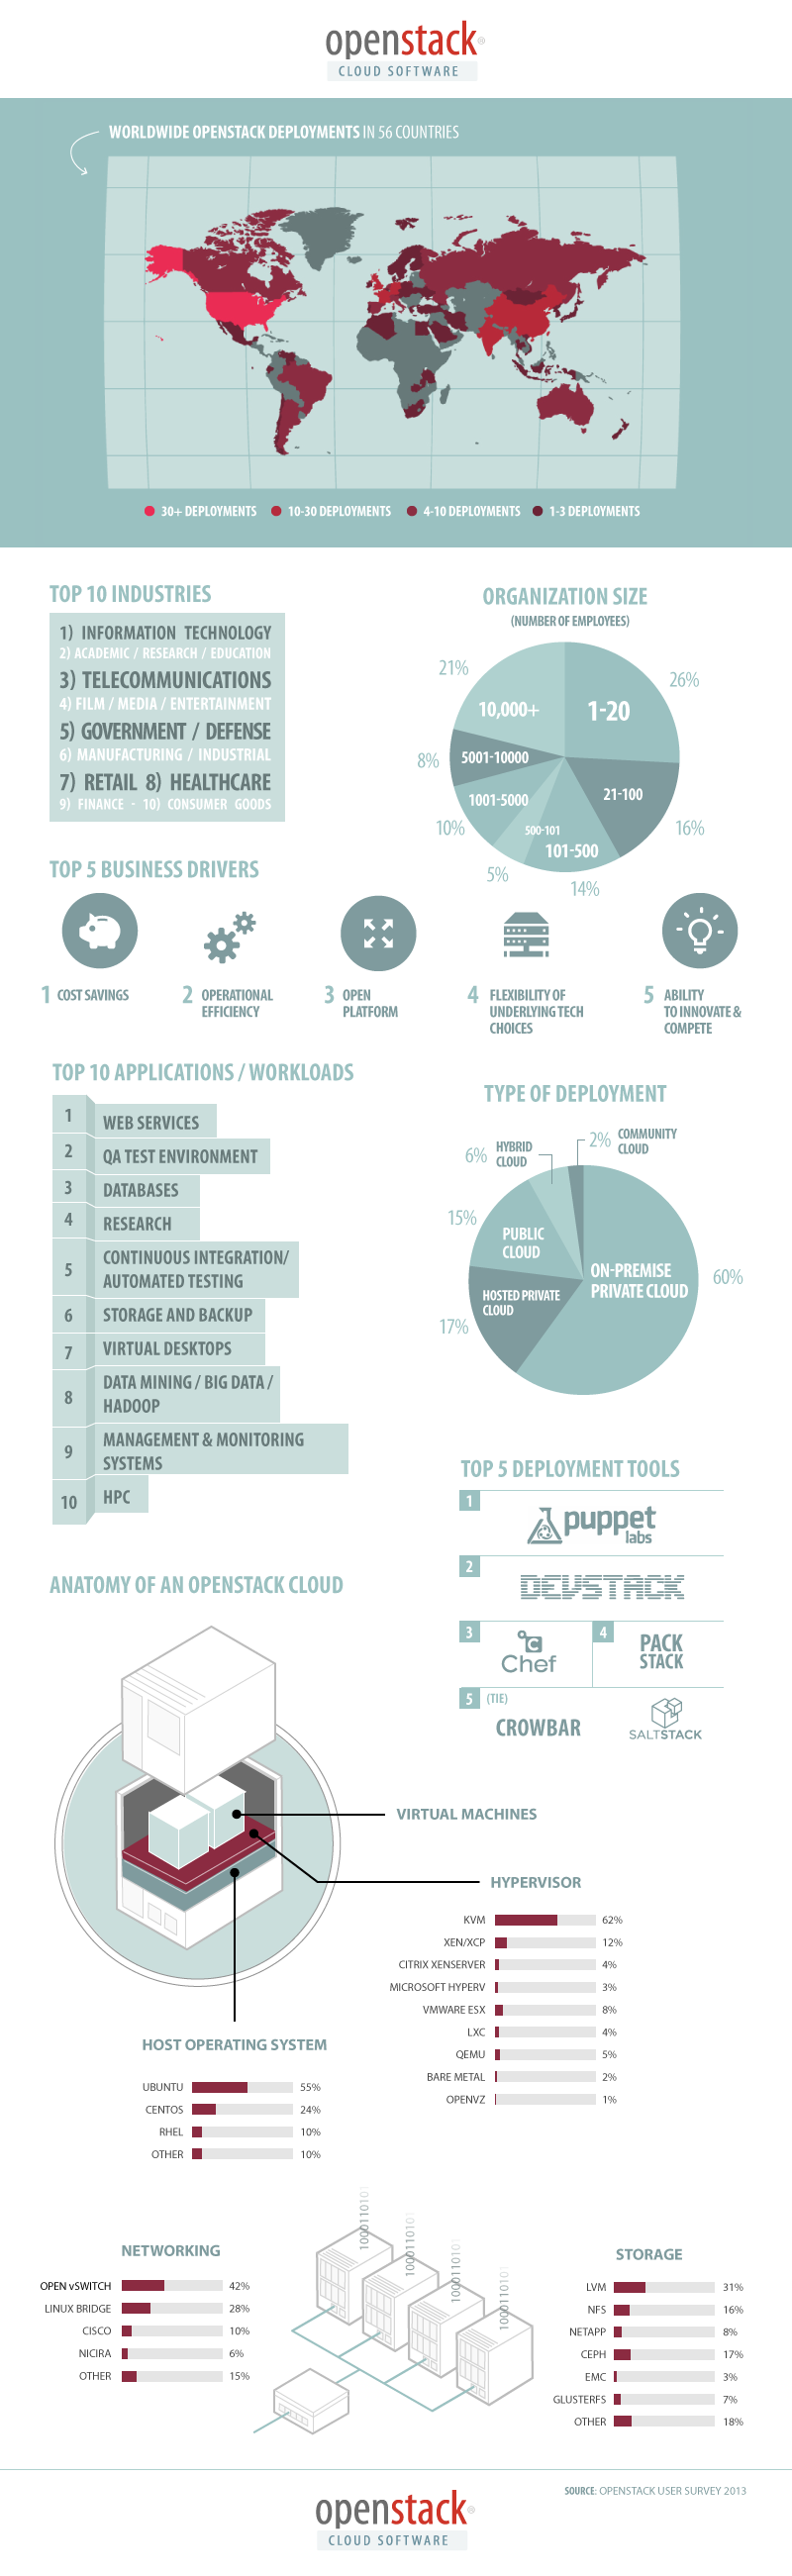 openstack®
CLOUD SOFTWARE
WORLDWIDE OPENSTACK DEPLOYMENTS IN 56 COUNTRIES
30+ DEPLOYMENTS
10-30 DEPLOYMENTS
4-10 DEPLOYMENTS
1-3 DEPLOYMENTS
TOP 10 INDUSTRIES
1) INFORMATION TECHNOLOGY
2) ACADEMIC / RESEARCH / EDUCATION
3) TELECOMMUNICATIONS
4) FILM / MEDIA / ENTERTAINMENT
5) GOVERNMENT / DEFENSE
6) MANUFACTURING / INDUSTRIAL
7) RETAIL 8) HEALTHCARE
9) FINANCE - 10) CONSUMER GOODS
ORGANIZATION SIZE
(NUMBER OF EMPLOYEES)
21%
26%
10,000+
1-20
8%
5001-10000
1001-5000
21-100
10%
500-101
16%
101-500
5%
14%
TOP 5 BUSINESS DRIVERS
1 COST SAVINGS
2 OPERATIONAL
EFFICIENCY
3 OPEN
PLATFORM
4 FLEXIBILITY OF
UNDERLYING TECH
CHOICES
5 ABILITY
TO INNOVATE &
COMPETE
TOP 10 APPLICATIONS / WORKLOADS
1 WEB SERVICES
2 QA TEST ENVIRONMENT
3 DATABASES
4 RESEARCH
5 CONTINUOUS INTEGRATION/
AUTOMATED TESTING
6 STORAGE AND BACKUP
7 VIRTUAL DESKTOPS
8 DATA MINING / BIG DATA /
HADOOP
9 MANAGEMENT & MONITORING
SYSTEMS
10 HPC
TYPE OF DEPLOYMENT
6% HYBRID
CLOUD
2% COMMUNITY
CLOUD
15%
PUBLIC
CLOUD
ON-PREMISE
PRIVATE CLOUD
60%
HOSTED PRIVATE
CLOUD
17%
TOP 5 DEPLOYMENT TOOLS
1
puppet
labs
2
DEVSTACK
3
Chef
4
PACK
STACK
5 (TIE)
CROWBAR
SALTSTACK
ANATOMY OF AN OPENSTACK CLOUD
VIRTUAL MACHINES
HYPERVISOR
KVM 62%
XEN/XCP 12%
CITRIX XENSERVER 4%
MICROSOFT HYPERV 3%
VMWARE ESX 8%
LXC 4%
QEMU 5%
BARE METAL 2%
OPENVZ 1%
HOST OPERATING SYSTEM
UBUNTU 55%
CENTOS 24%
RHEL 10%
OTHER 10%
1000110101
1000110101
1000110101
1000110101
NETWORKING
OPEN vSWITCH 42%
LINUX BRIDGE 28%
CISCO 10%
NICIRA 6%
OTHER 15%
STORAGE
LVM 31%
NFS 16%
NETAPP 8%
CEPH 17%
EMC 3%
GLUSTERFS 7%
OTHER 18%
SOURCE: OPENSTACK USER SURVEY 2013
openstack®
CLOUD SOFTWARE